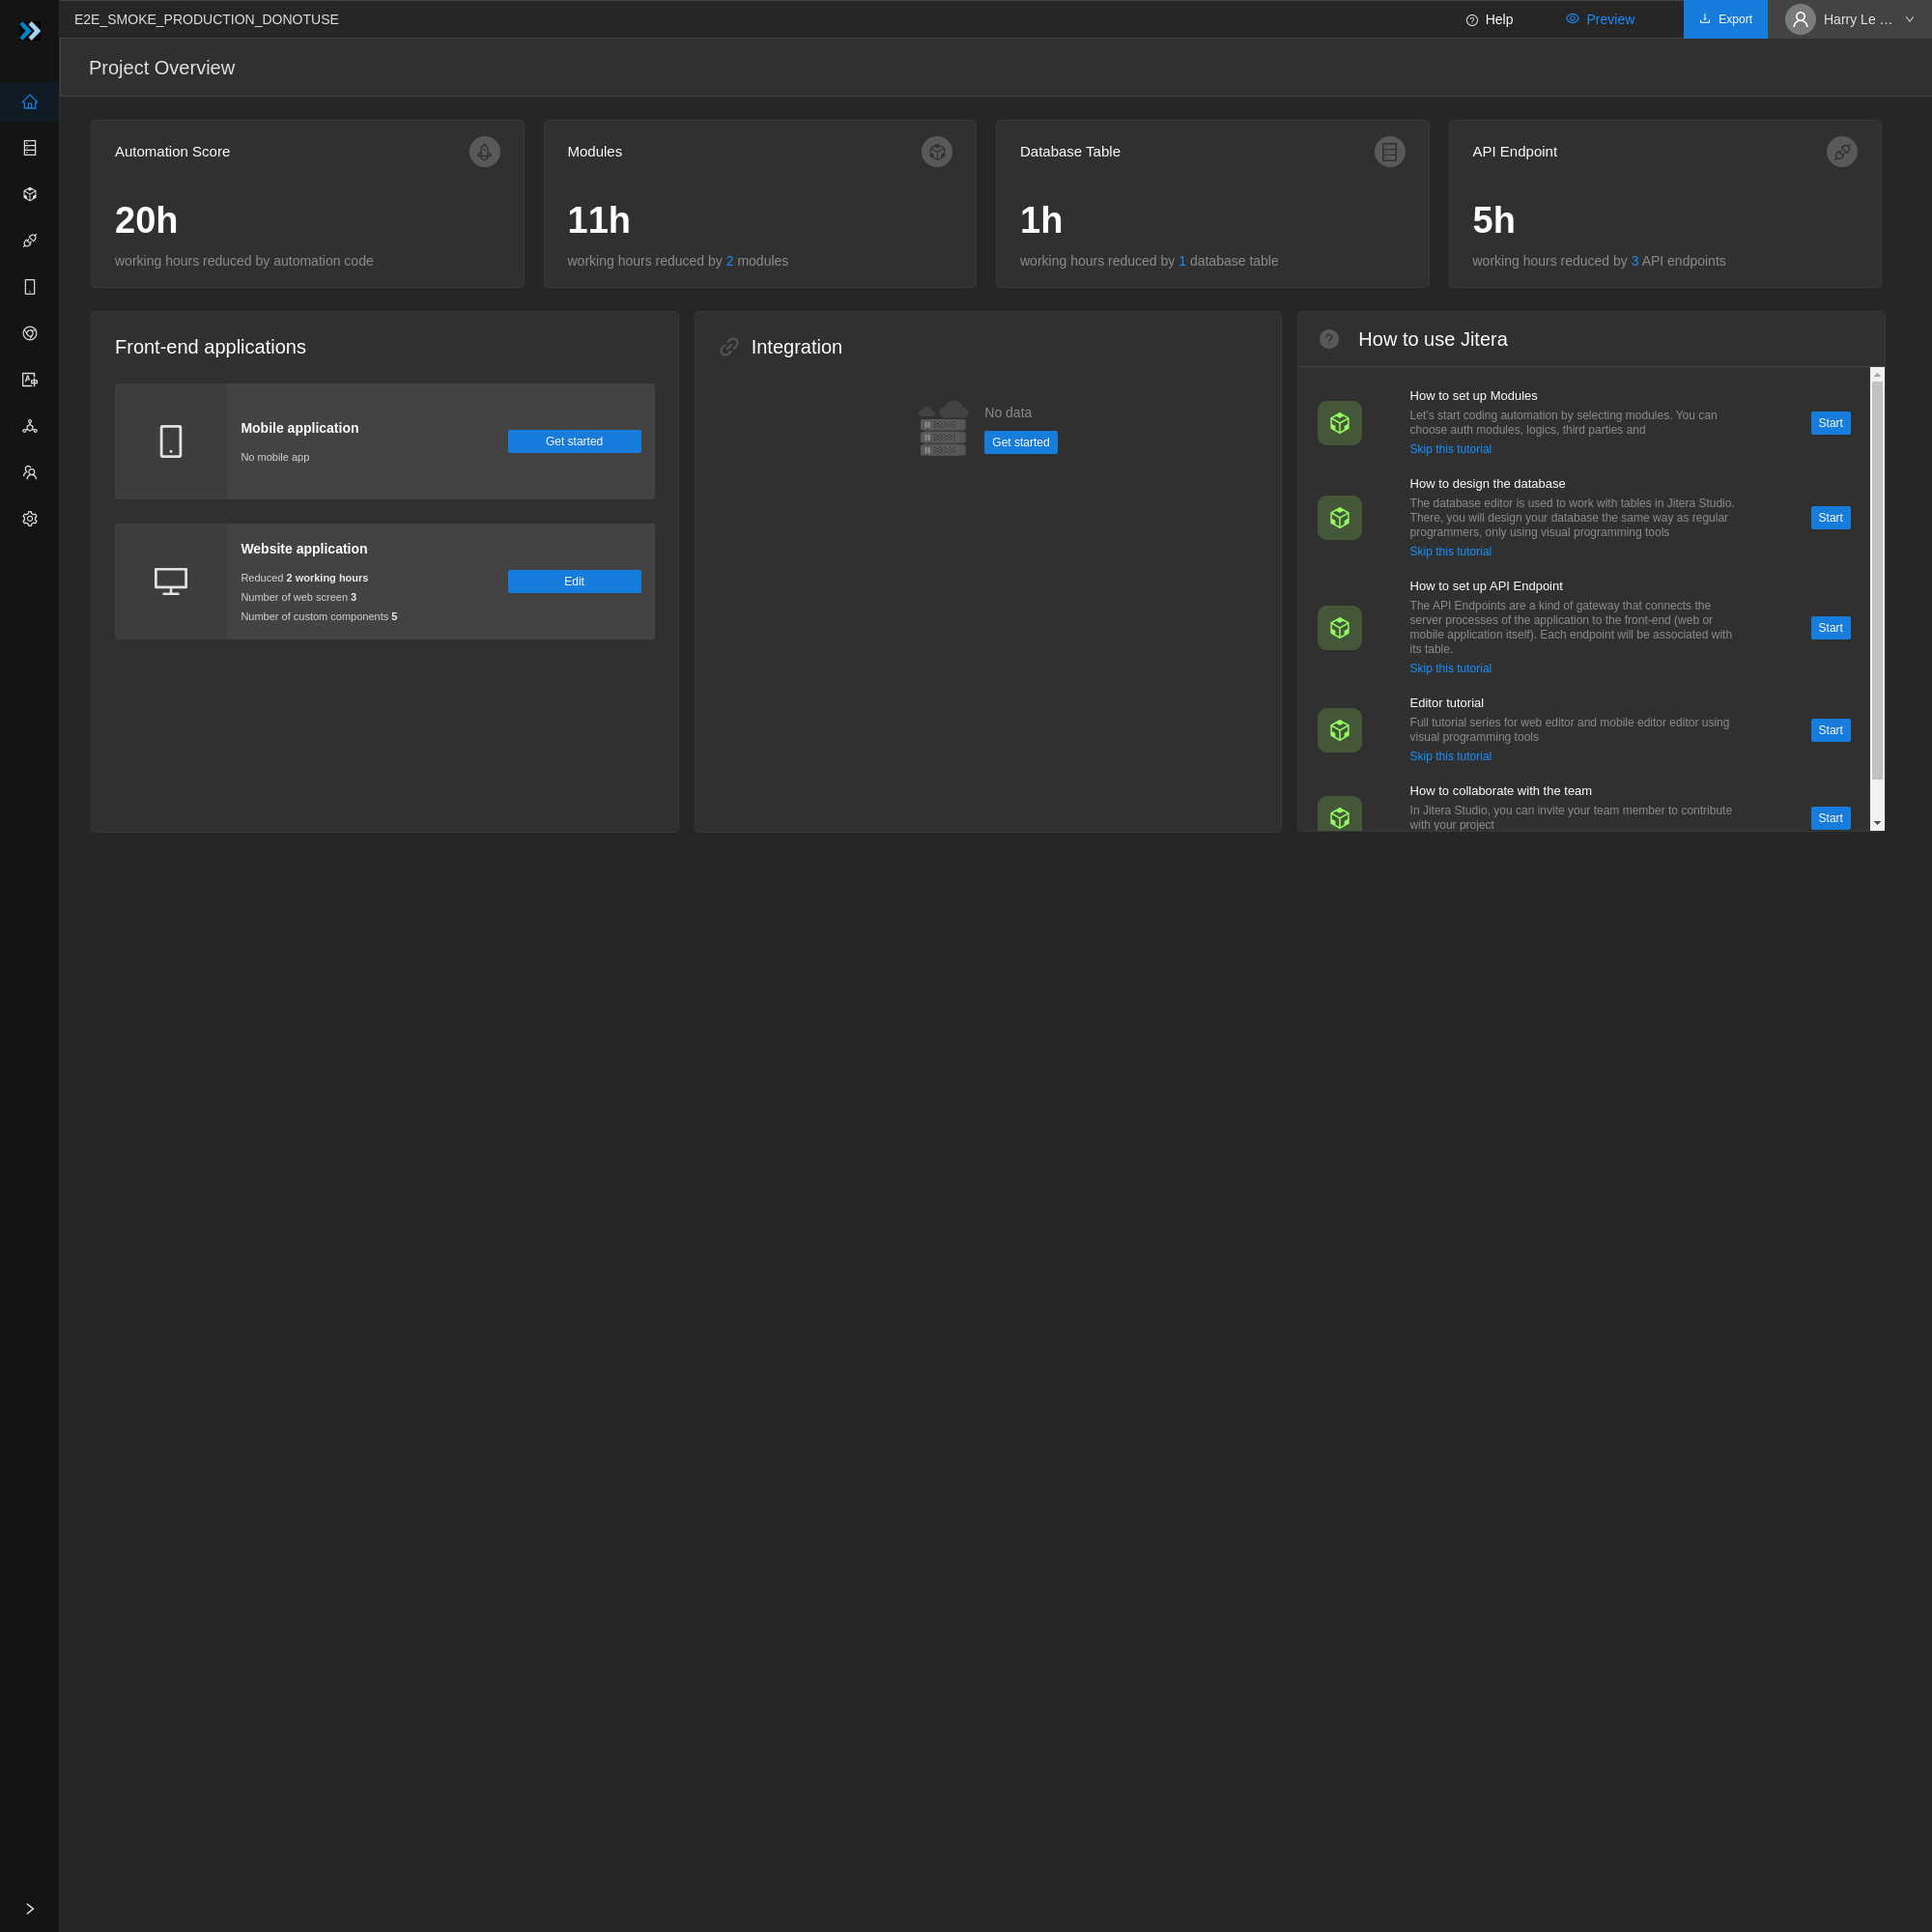 E2E_SMOKE_PRODUCTION_DONOTUSE
Help
Preview
Export
Harry Le ...
Project Overview
Automation Score
20h
working hours reduced by automation code
Modules
11h
working hours reduced by 2 modules
Database Table
1h
working hours reduced by 1 database table
API Endpoint
5h
working hours reduced by 3 API endpoints
Front-end applications
Mobile application
No mobile app
Get started
Website application
Reduced 2 working hours
Number of web screen 3
Number of custom components 5
Edit
Integration
No data
Get started
How to use Jitera
How to set up Modules
Let's start coding automation by selecting modules. You can
choose auth modules, logics, third parties and
Skip this tutorial
Start
How to design the database
The database editor is used to work with tables in Jitera Studio.
There, you will design your database the same way as regular
programmers, only using visual programming tools
Skip this tutorial
Start
How to set up API Endpoint
The API Endpoints are a kind of gateway that connects the
server processes of the application to the front-end (web or
mobile application itself). Each endpoint will be associated with
its table.
Skip this tutorial
Start
Editor tutorial
Full tutorial series for web editor and mobile editor editor using
visual programming tools
Skip this tutorial
Start
How to collaborate with the team
In Jitera Studio, you can invite your team member to contribute
with your project
Start